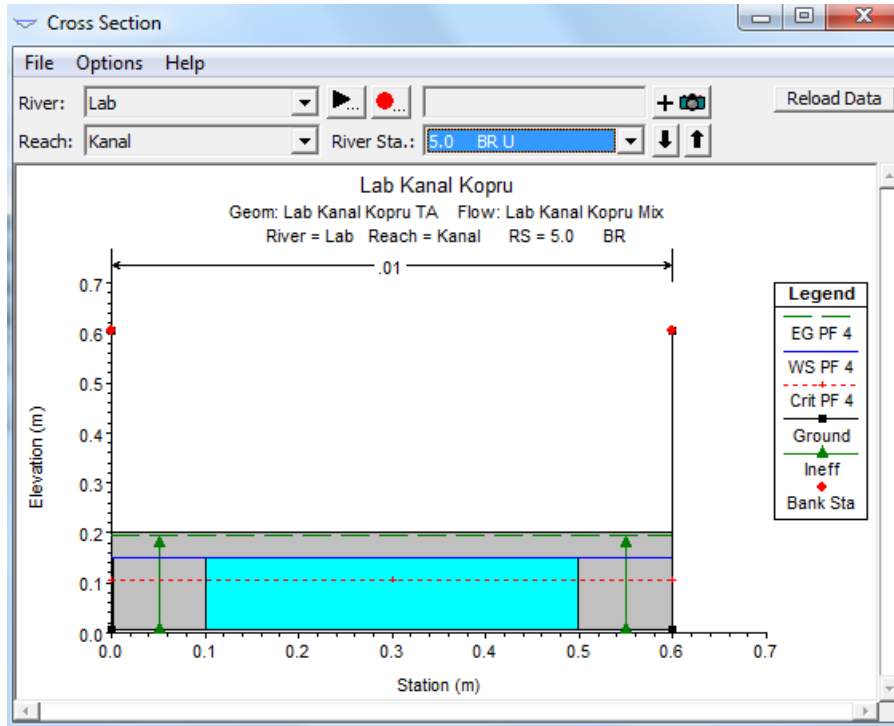 Cross Section
File Options Help
River: Lab ... ... + Reload Data
Reach: Kanal River Sta.: 5.0 BR U
Lab Kanal Kopru
Geom: Lab Kanal Kopru TA Flow: Lab Kanal Kopru Mix
River = Lab Reach = Kanal RS = 5.0 BR
.01
Legend
EG PF 4
WS PF 4
Crit PF 4
Ground
Ineff
Bank Sta
0.7
0.6
0.5
0.4
0.3
0.2
0.1
0.0
Elevation (m)
0.0 0.1 0.2 0.3 0.4 0.5 0.6 0.7
Station (m)